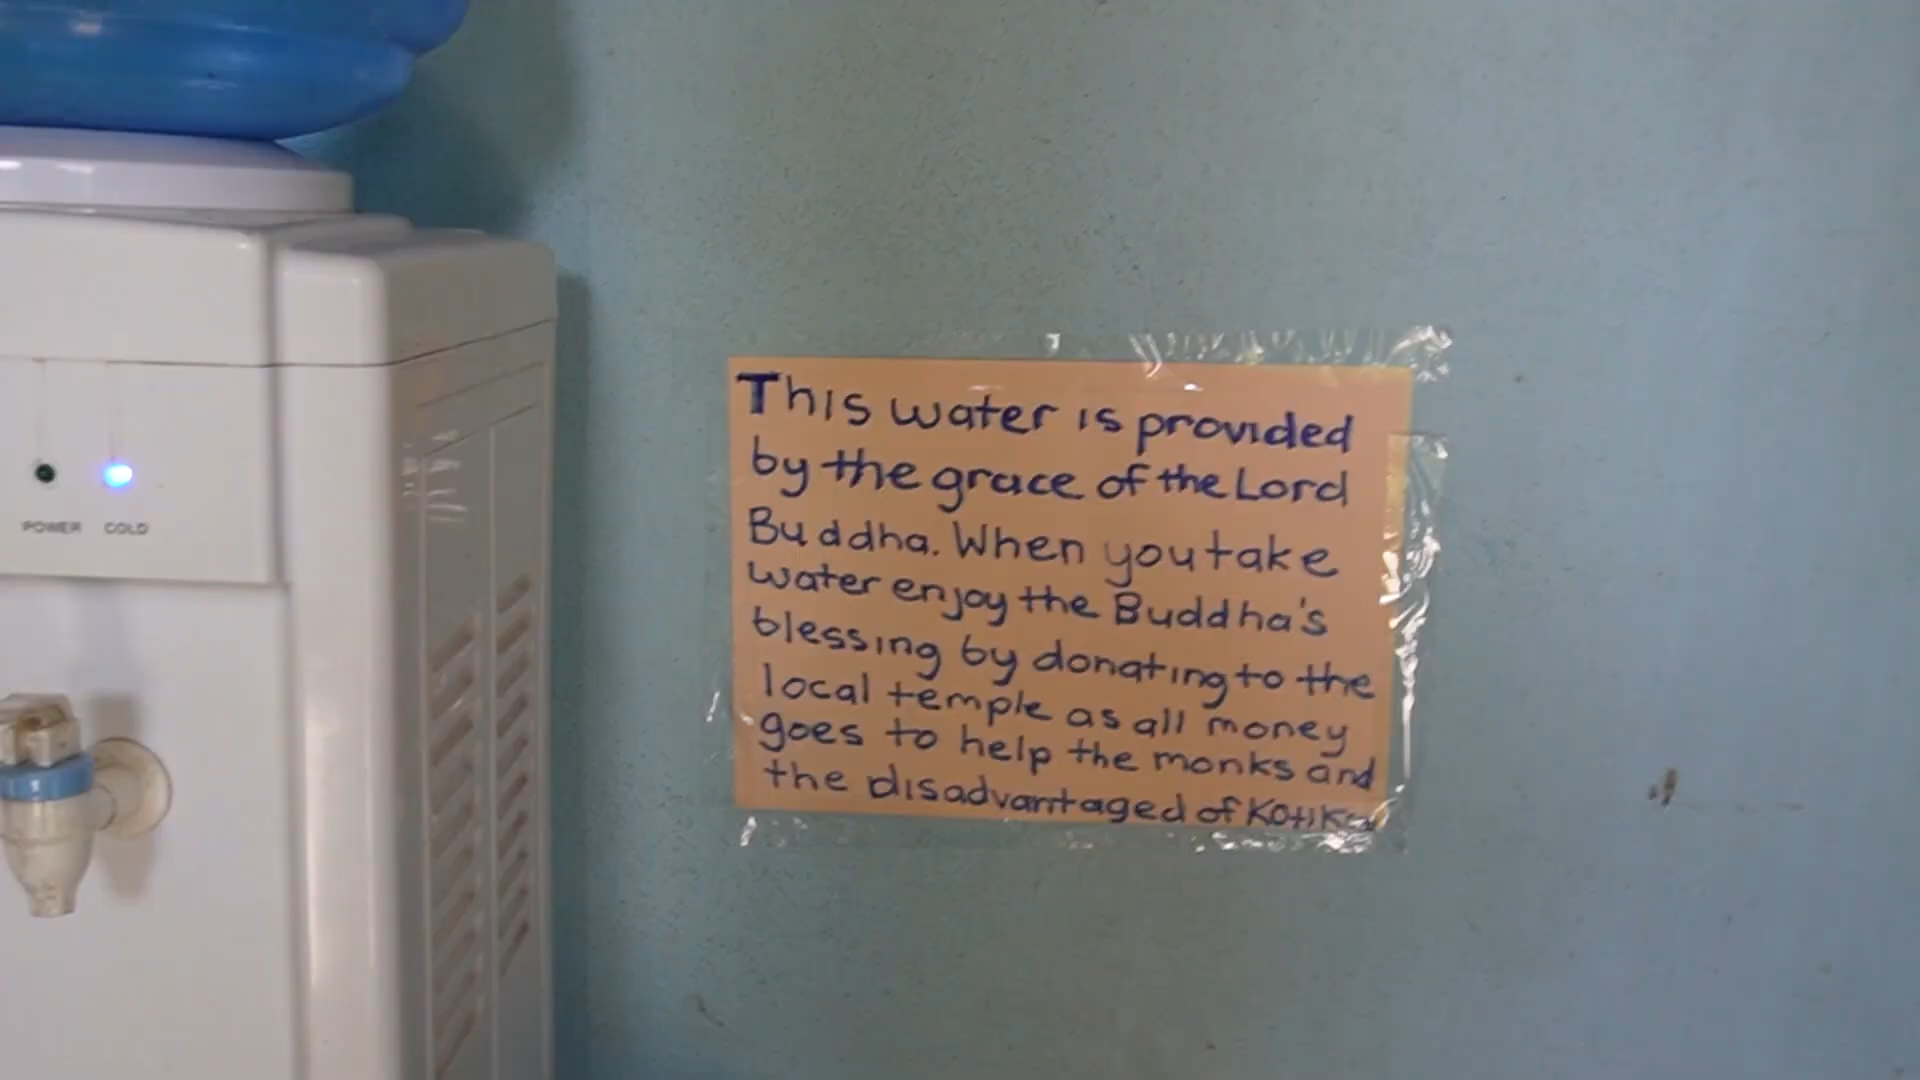 POWER COLD
This water is provided
by the grace of the Lord
Buddha. When you take
water enjoy the Buddha's
blessing by donating to the
local temple as all money
goes to help the monks and
the disadvantaged of